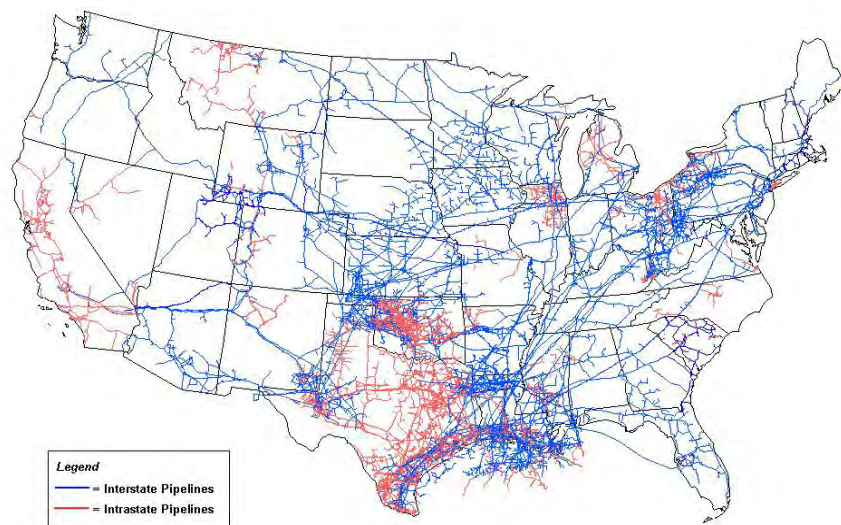 Legend
= Interstate Pipelines
= Intrastate Pipelines